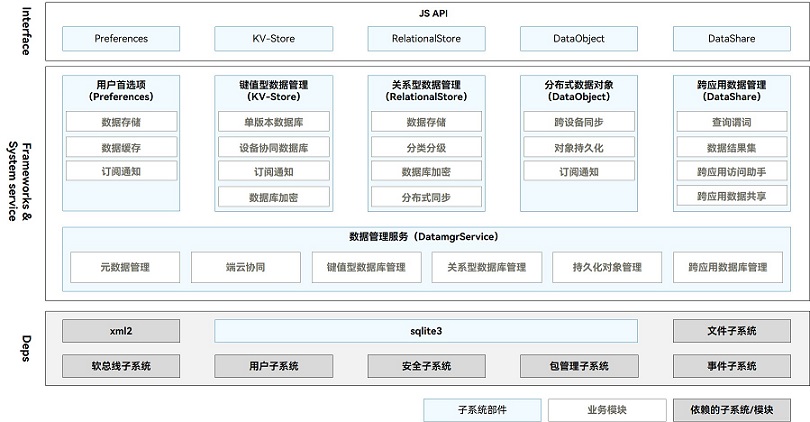 Interface
JS API
Preferences
KV-Store
RelationalStore
DataObject
DataShare
Frameworks &
System service
用户首选项
（Preferences）
数据存储
数据缓存
订阅通知
键值型数据管理
（KV-Store）
单版本数据库
设备协同数据库
订阅通知
数据库加密
关系型数据管理
（RelationalStore）
数据存储
分类分级
数据库加密
分布式同步
分布式数据对象
（DataObject）
跨设备同步
对象持久化
订阅通知
跨应用数据管理
（DataShare）
查询谓词
数据结果集
跨应用访问助手
跨应用数据共享
数据管理服务（DatamgrService）
元数据管理
端云协同
键值型数据库管理
关系型数据库管理
持久化对象管理
跨应用数据库管理
Deps
xml2
sqlite3
文件子系统
软总线子系统
用户子系统
安全子系统
包管理子系统
事件子系统
子系统部件
业务模块
依赖的子系统/模块